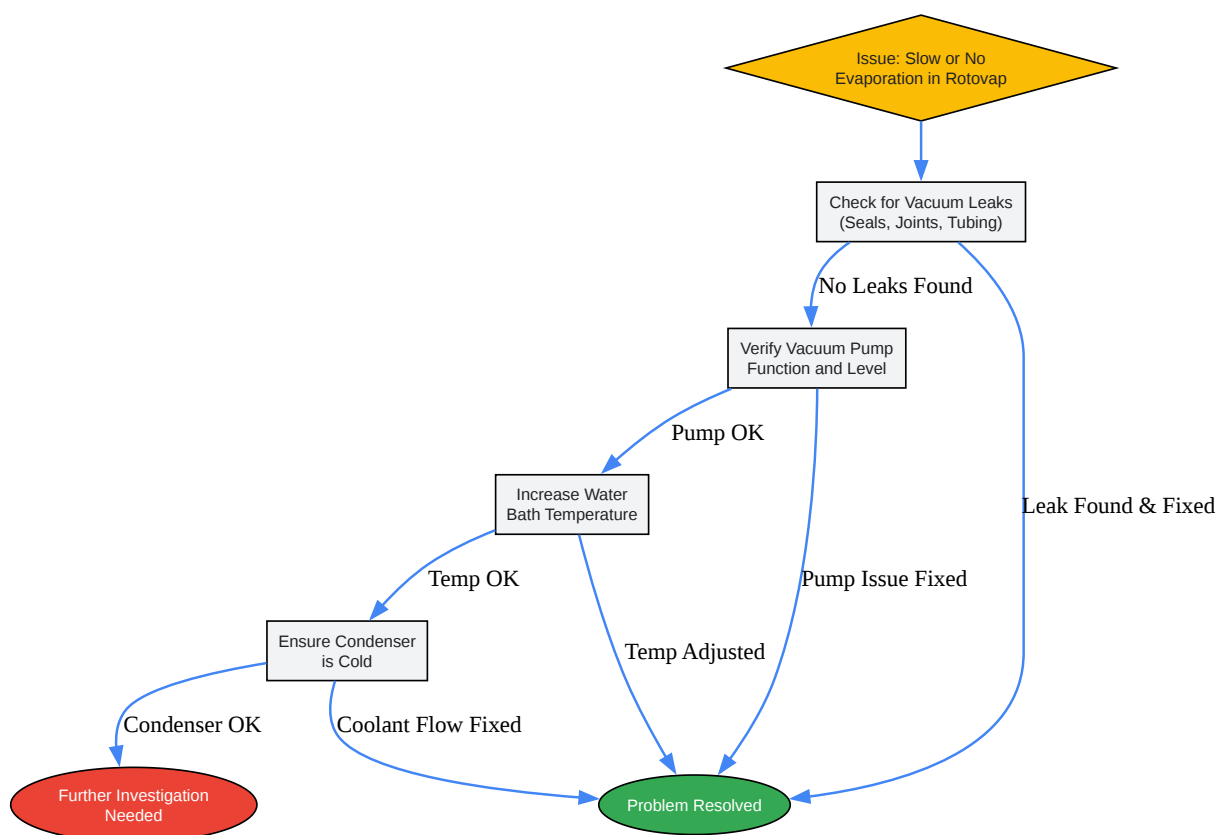 Issue: Slow or No
Evaporation in Rotovap
Check for Vacuum Leaks
(Seals, Joints, Tubing)
No Leaks Found
Verify Vacuum Pump
Function and Level
Pump OK
Increase Water
Bath Temperature
Leak Found & Fixed
Temp OK
Pump Issue Fixed
Ensure Condenser
is Cold
Temp Adjusted
Condenser OK
Coolant Flow Fixed
Further Investigation
Needed
Problem Resolved